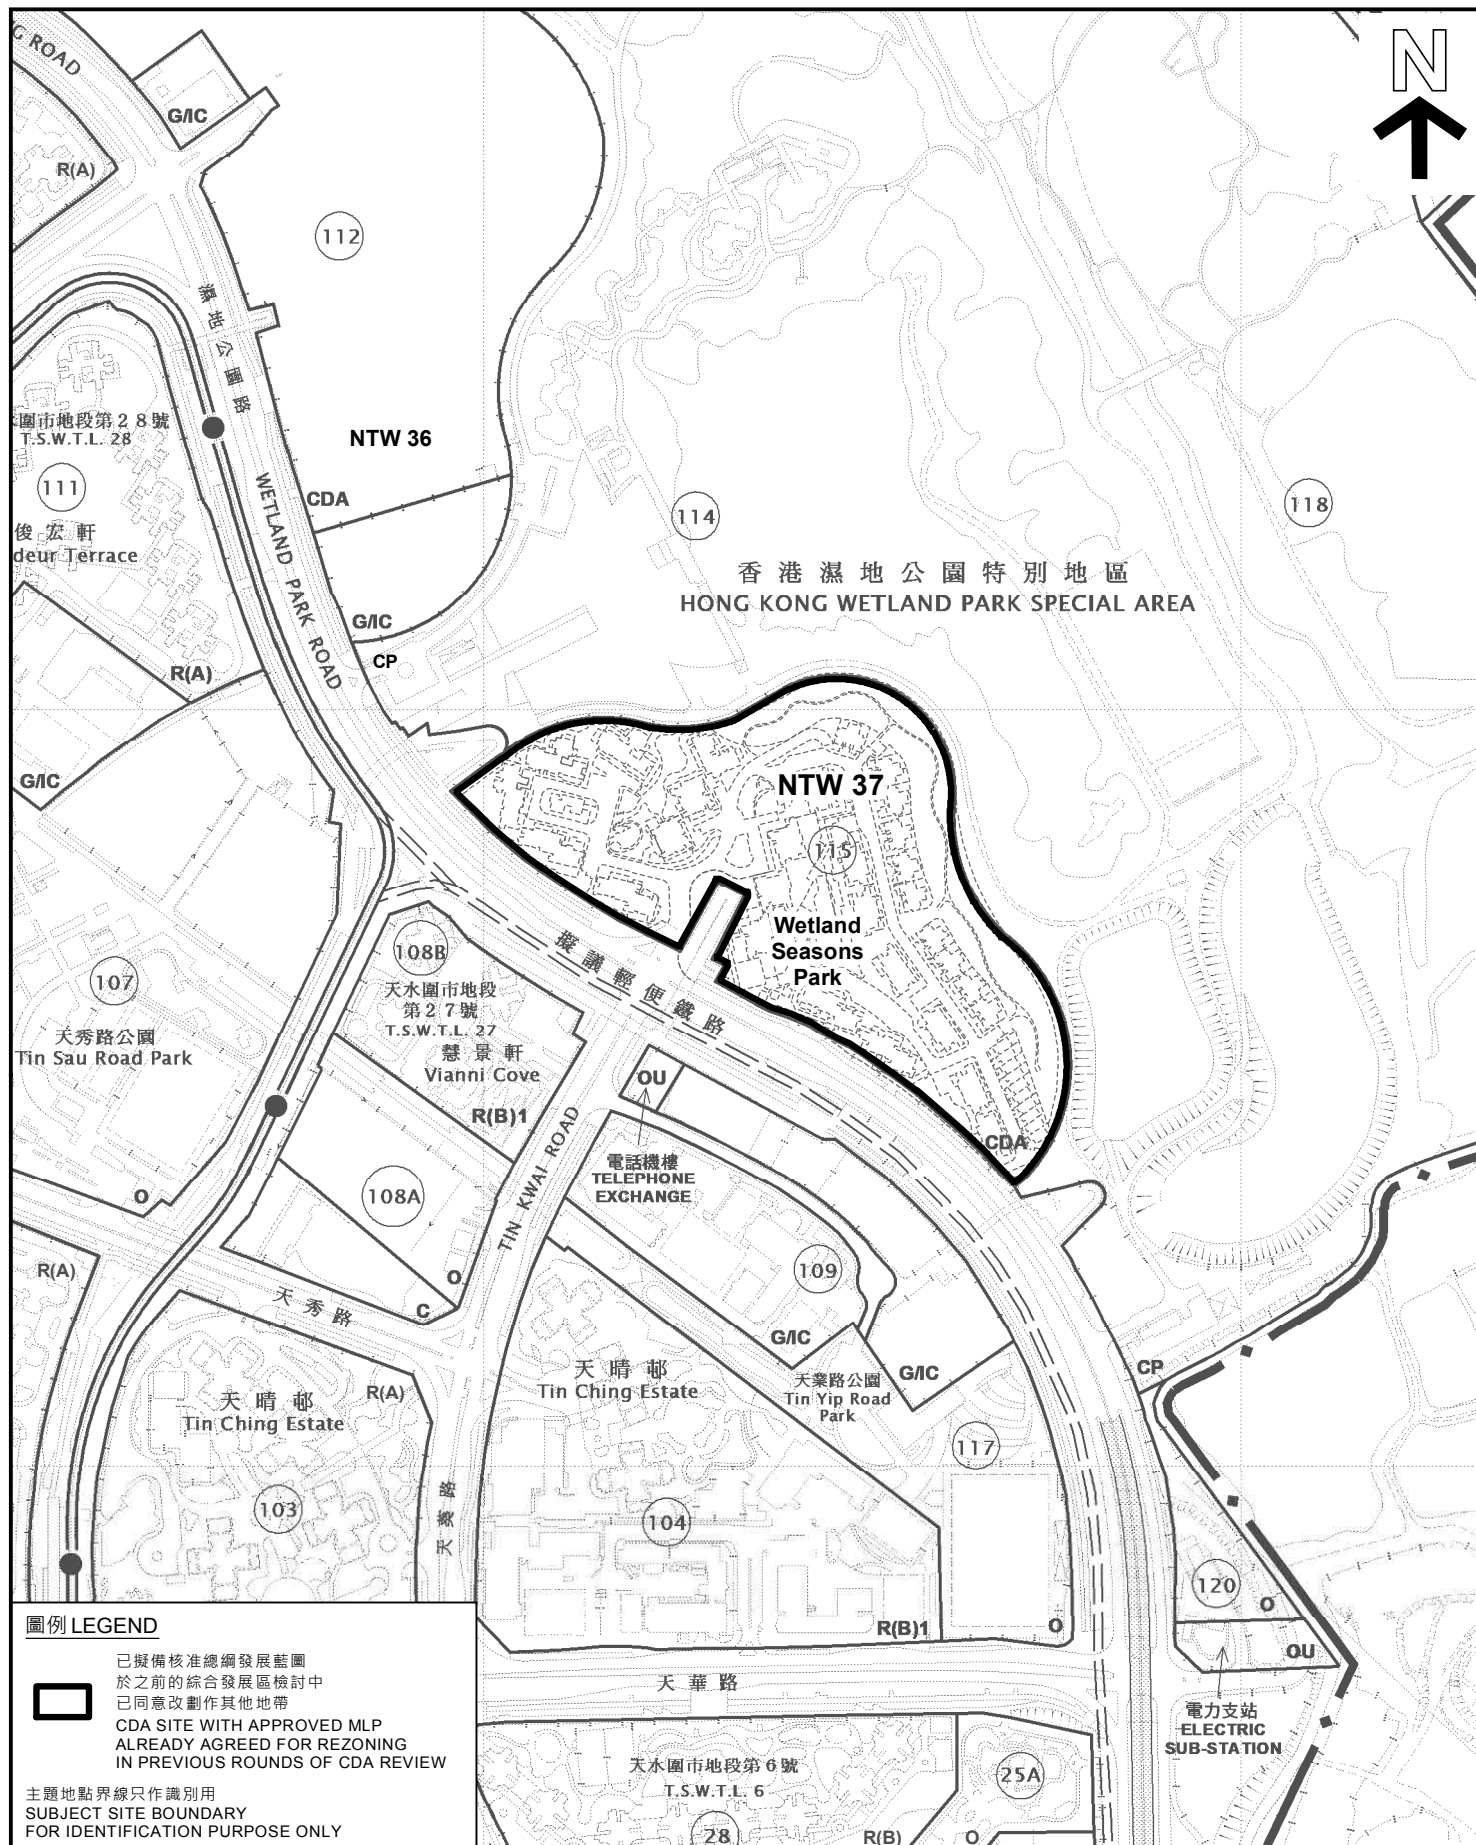 G ROAD
G/IC
R(A)
N
112
濕地公園路
圍市地段第28號
T.S.W.T.L. 28
NTW 36
111
CDA
WETLAND PARK ROAD
114
118
俊宏軒
deur Terrace
香港濕地公園特別地區
HONG KONG WETLAND PARK SPECIAL AREA
G/IC
CP
R(A)
G/IC
NTW 37
115
Wetland
Seasons
Park
擬議輕便鐵路
108B
天水圍市地段
第27號
T.S.W.T.L. 27
慧景軒
Vianni Cove
R(B)1
107
天秀路公園
Tin Sau Road Park
OU
電話機樓
TELEPHONE
EXCHANGE
TIN KWAI ROAD
CDA
O
108A
O
C
R(A)
天秀路
109
G/IC
G/IC
CP
天晴邨
Tin Ching Estate
R(A)
天晴邨
Tin Ching Estate
天業路公園
Tin Yip Road
Park
117
103
天葵路
104
120
O
R(B)1
O
OU
天華路
電力支站
ELECTRIC
SUB-STATION
天水圍市地段第6號
T.S.W.T.L. 6
25A
28
R(B)
O
圖例 LEGEND
已擬備核准總綱發展藍圖
於之前的綜合發展區檢討中
已同意改劃作其他地帶
CDA SITE WITH APPROVED MLP
ALREADY AGREED FOR REZONING
IN PREVIOUS ROUNDS OF CDA REVIEW
主題地點界線只作識別用
SUBJECT SITE BOUNDARY
FOR IDENTIFICATION PURPOSE ONLY